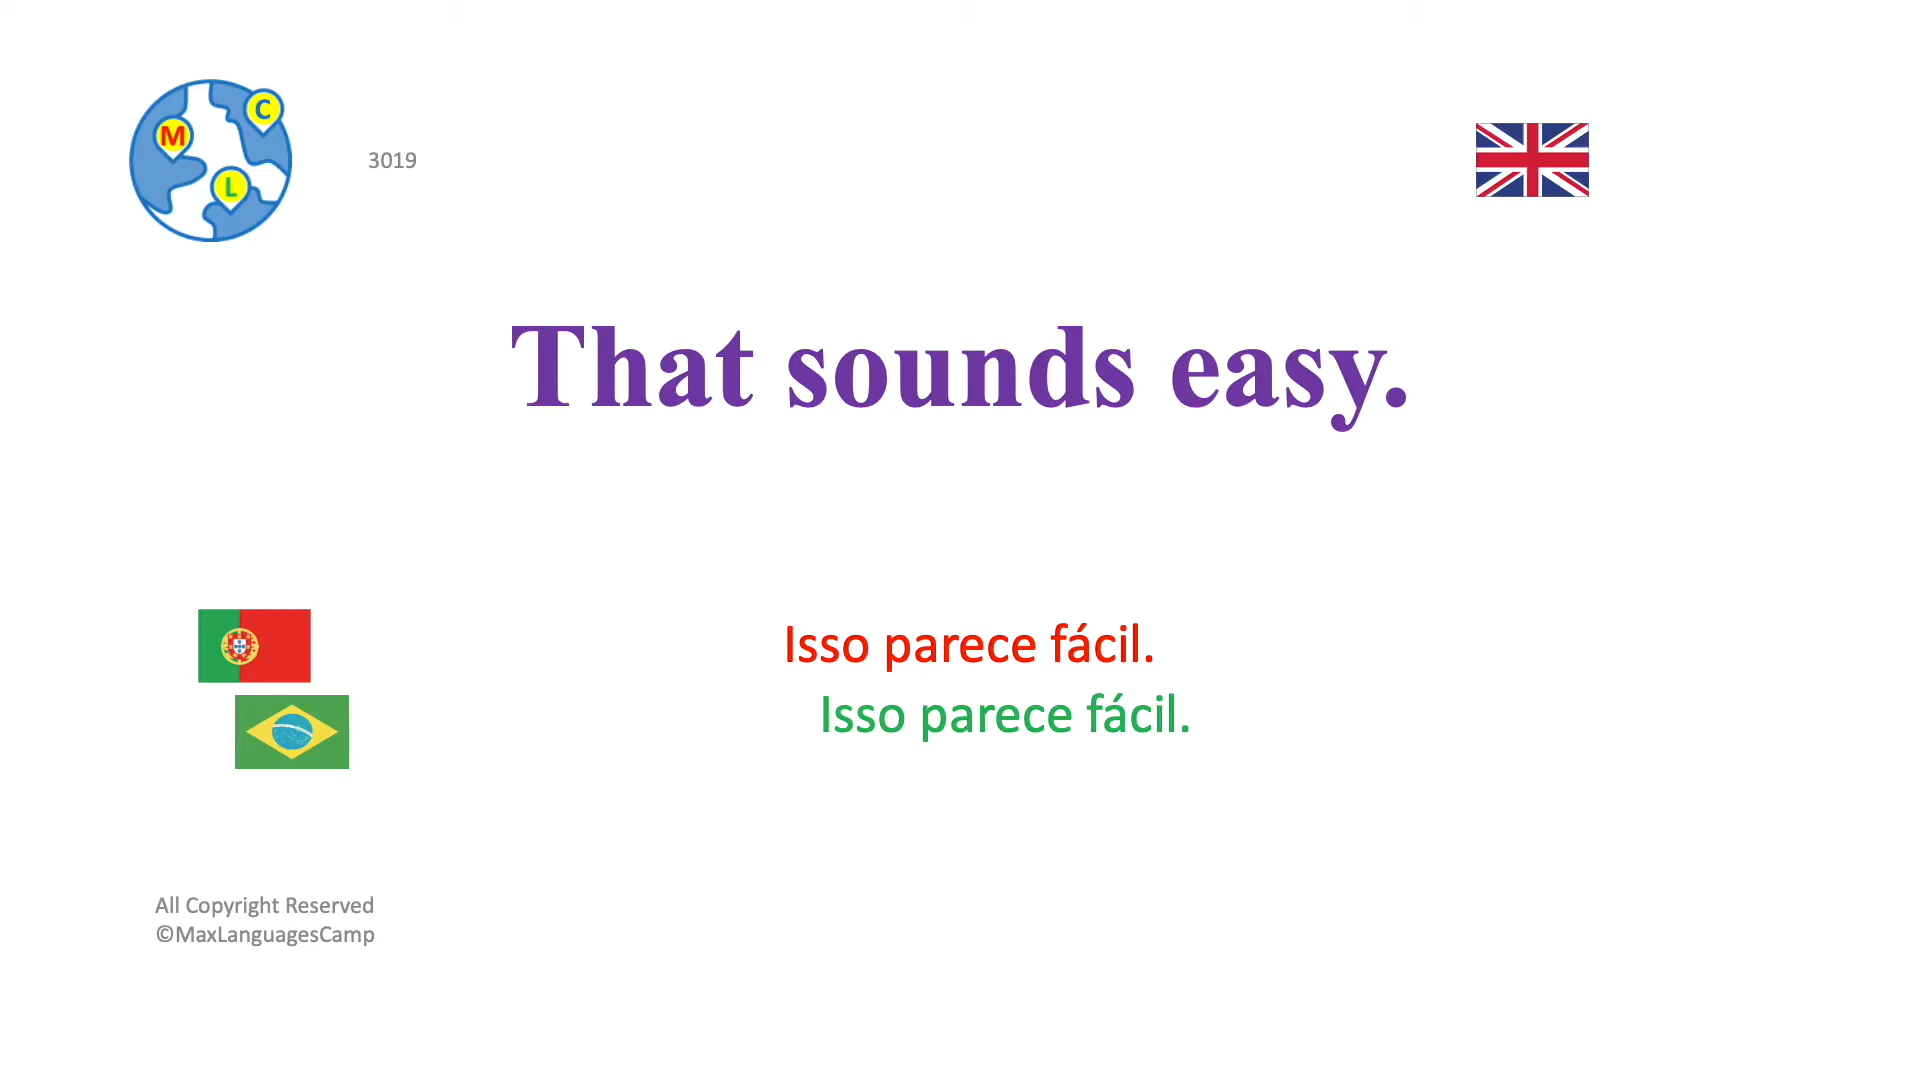 C
M
L
3019
That sounds easy.
Isso parece fácil.
Isso parece fácil.
All Copyright Reserved
©MaxLanguagesCamp